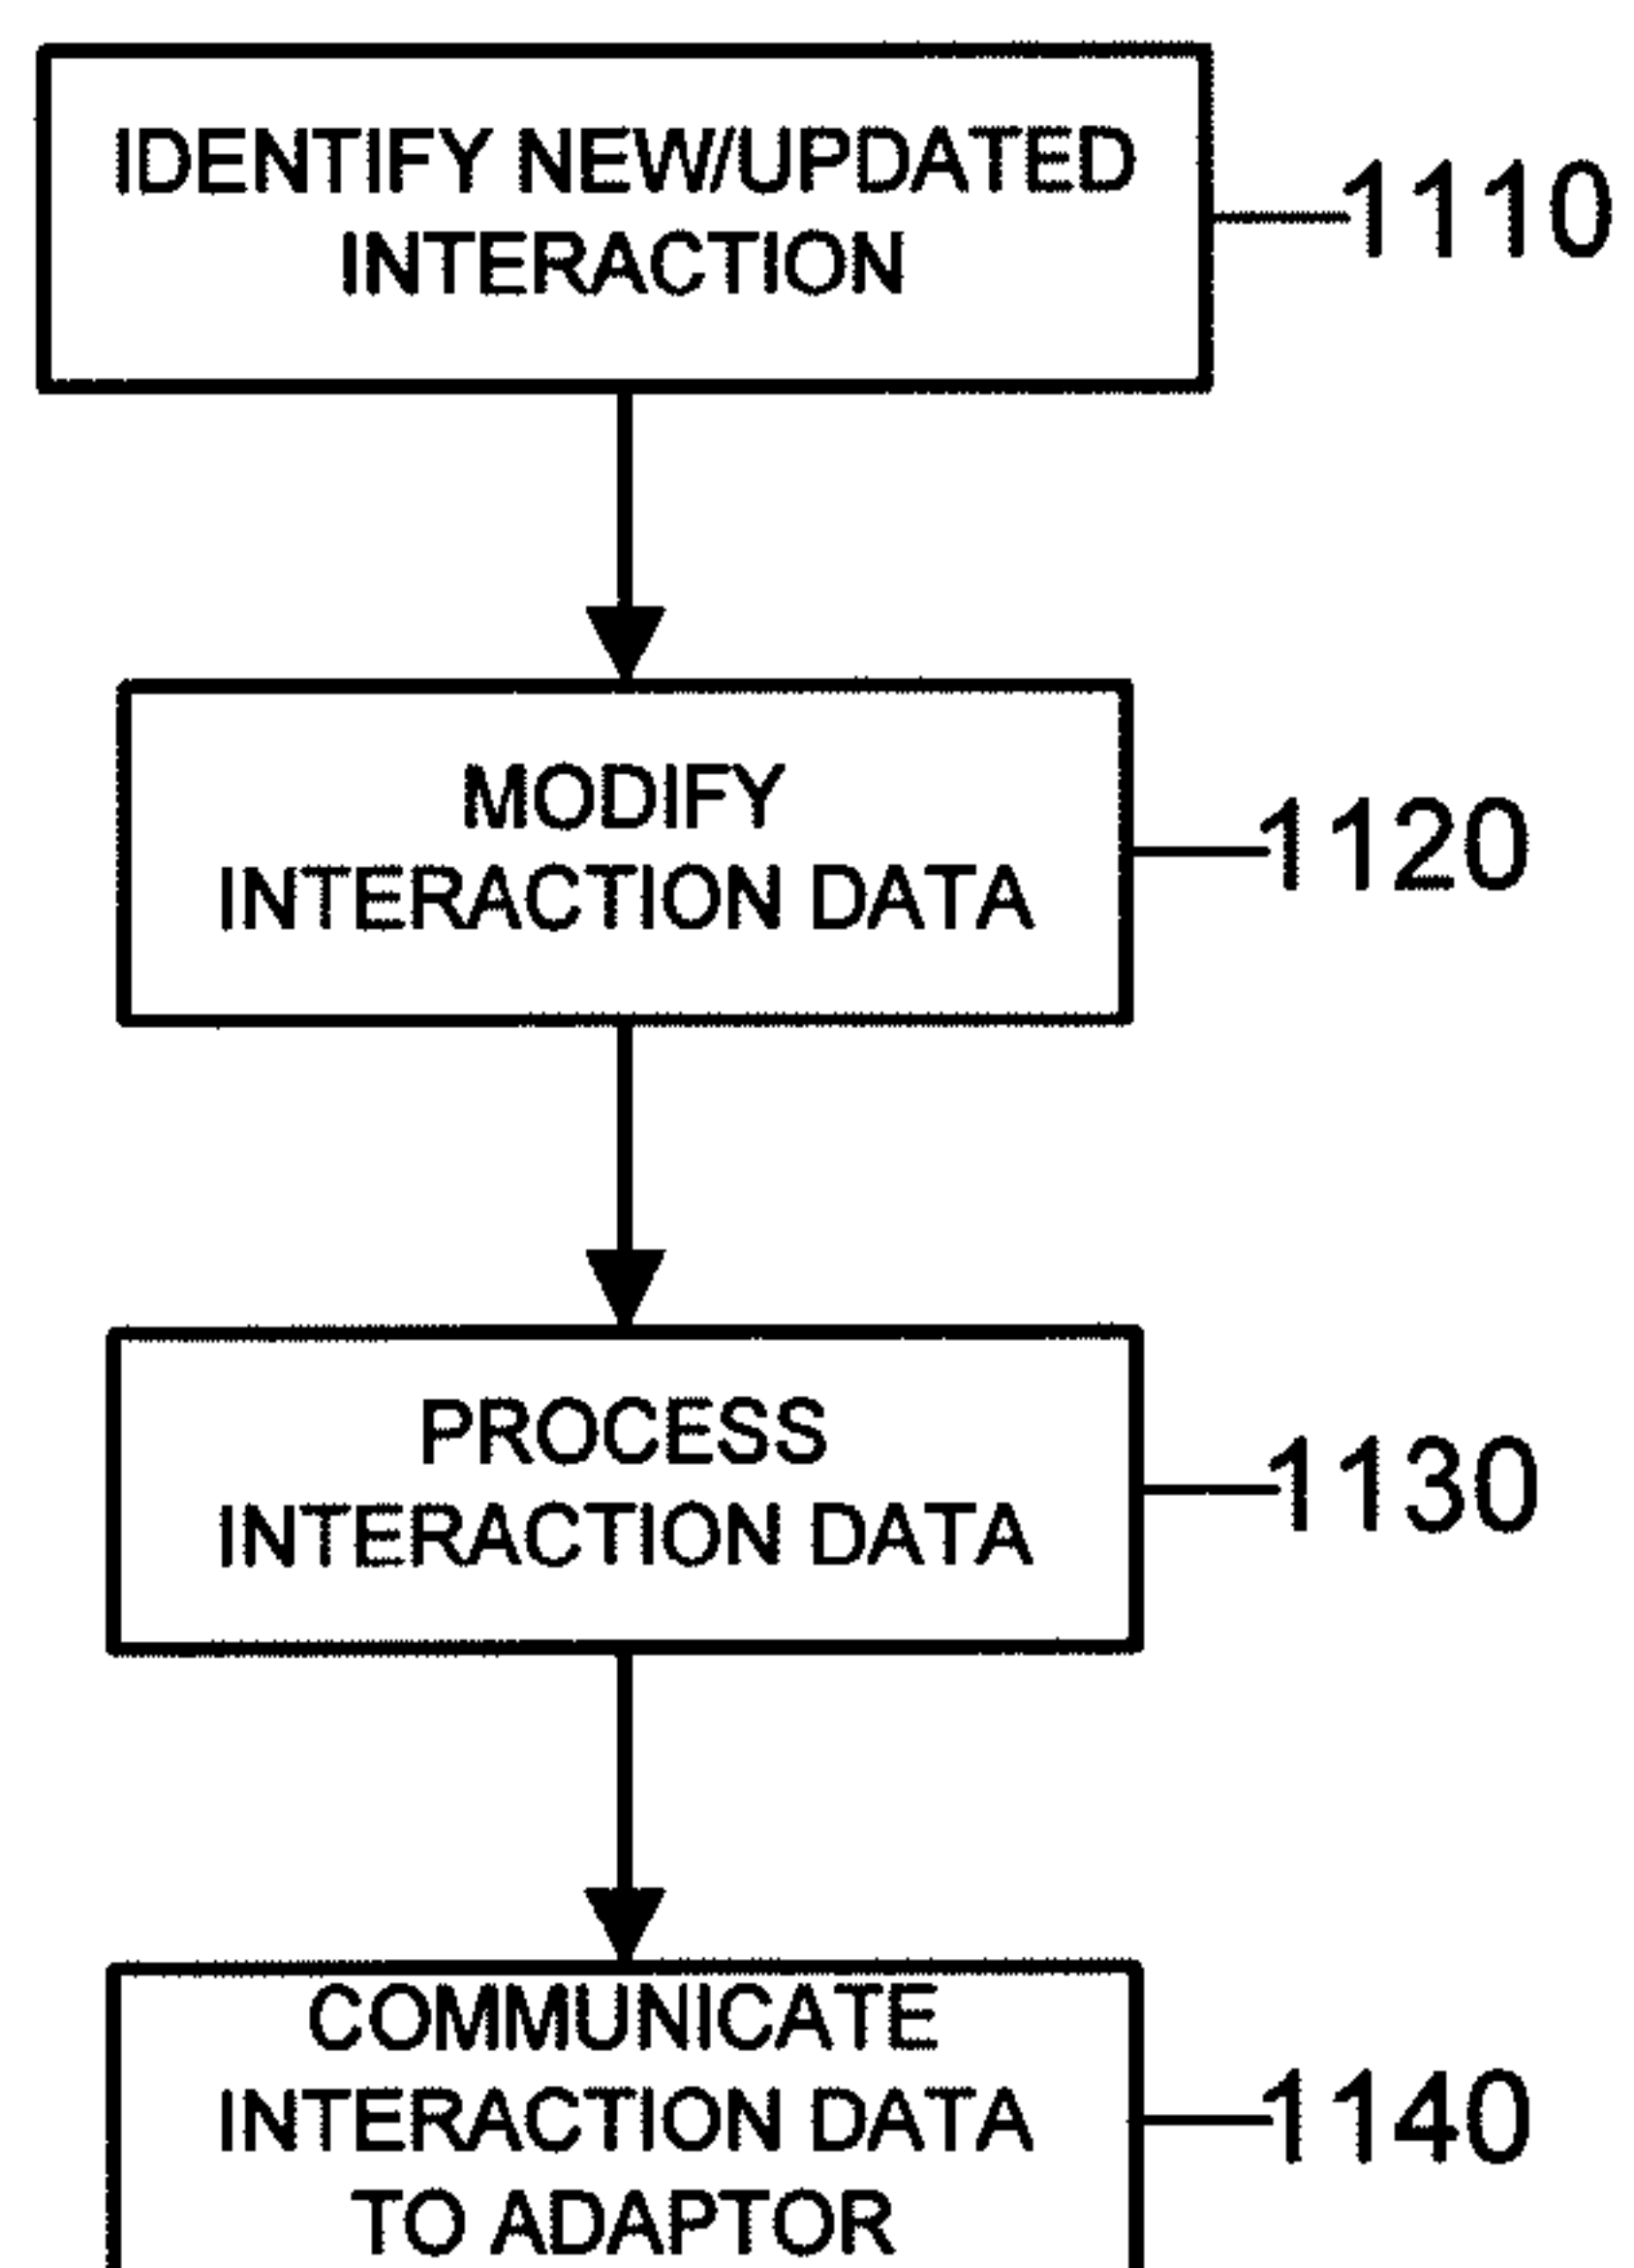 IDENTIFY NEW/UPDATED
INTERACTION
1110
MODIFY
INTERACTION DATA
1120
PROCESS
INTERACTION DATA
1130
COMMUNICATE
INTERACTION DATA
TO ADAPTOR
1140